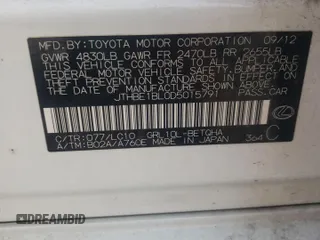 MFD. BY: TOYOTA MOTOR CORPORATION 09/12
GVWR 4830LB GAWR FR 2470LB RR 2655LB
THIS VEHICLE CONFORMS TO ALL APPLICABLE
FEDERAL MOTOR VEHICLE SAFETY, BUMPER,
AND THEFT PREVENTION STANDARDS IN EFFECT
ON THE DATE OF MANUFACTURE SHOWN ABOVE.
JTHBE1BL0D5015791 PASS.CAR
C/TR:077/LC10 GRL10L-BETQHA
A/TM:B02A/A760E MADE IN JAPAN 364 C